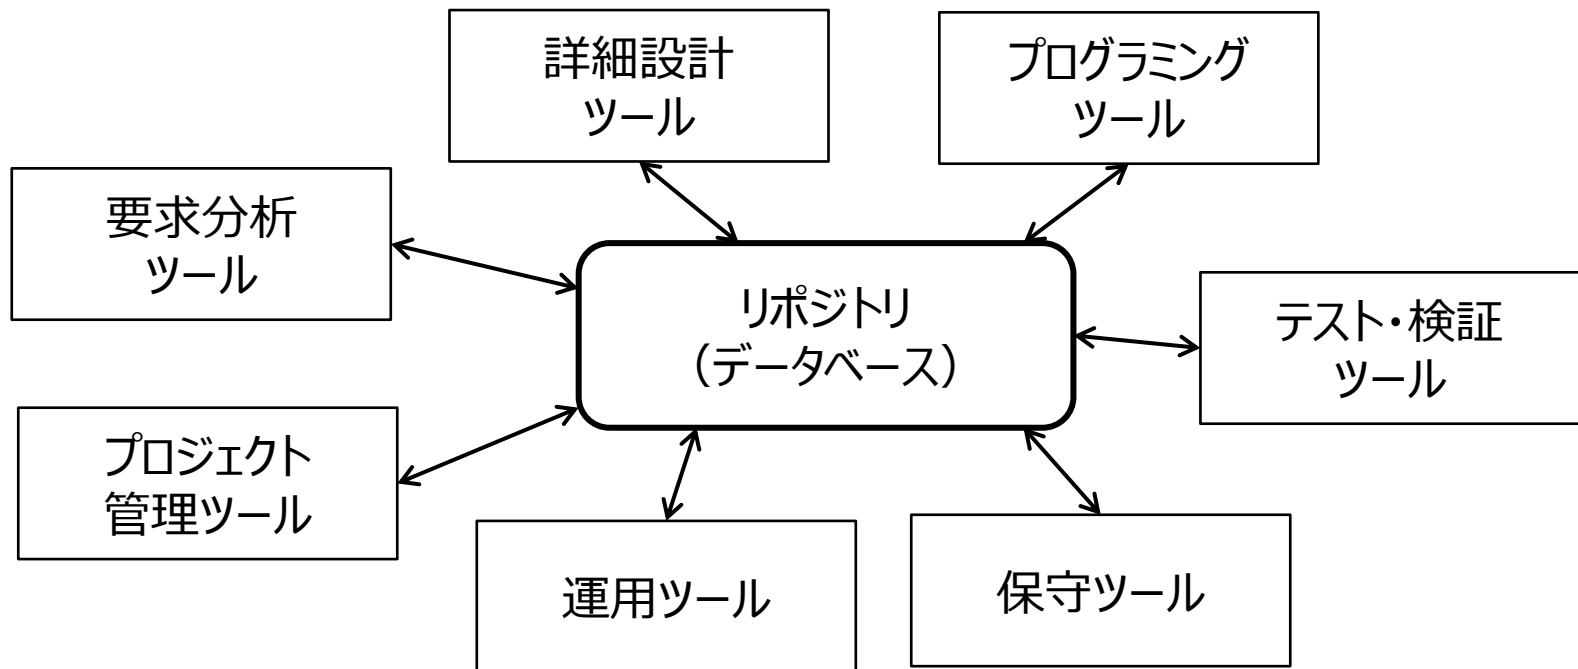 詳細設計
ツール
プログラミング
ツール
要求分析
ツール
リポジトリ
（データベース）
テスト・検証
ツール
プロジェクト
管理ツール
運用ツール
保守ツール